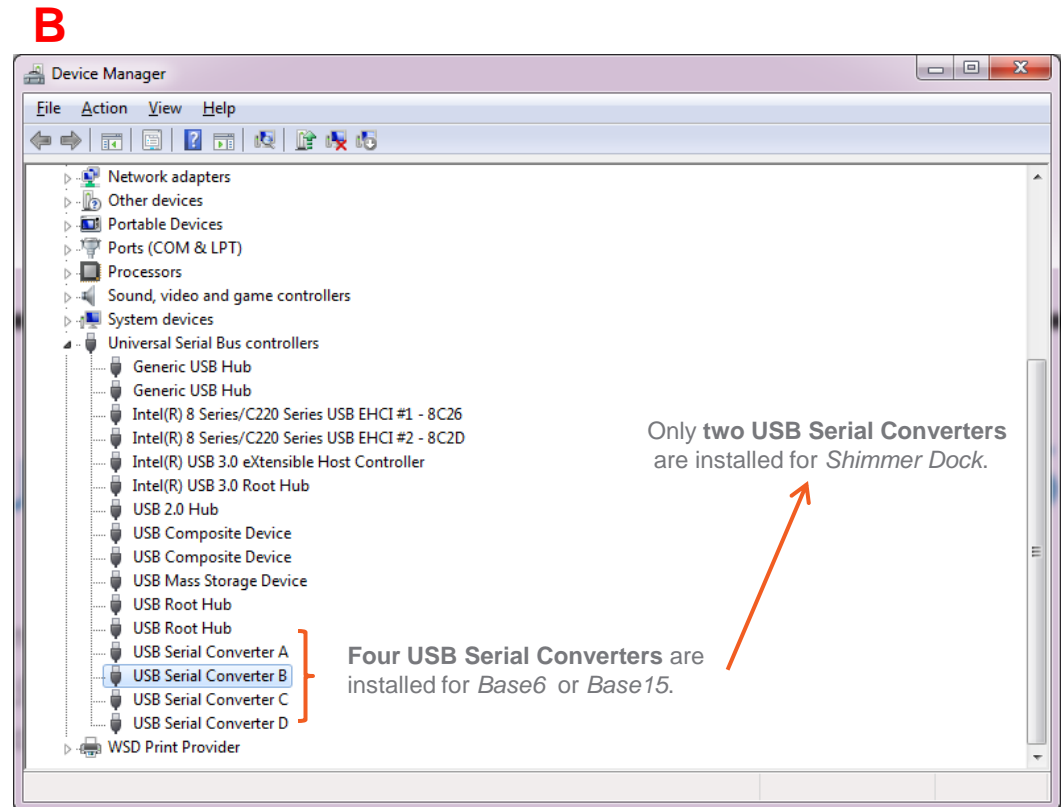 B
Device Manager
File Action View Help
Network adapters
Other devices
Portable Devices
Ports (COM & LPT)
Processors
Sound, video and game controllers
System devices
Universal Serial Bus controllers
Generic USB Hub
Generic USB Hub
Intel(R) 8 Series/C220 Series USB EHCI #1 - 8C26
Intel(R) 8 Series/C220 Series USB EHCI #2 - 8C2D
Intel(R) USB 3.0 eXtensible Host Controller
Intel(R) USB 3.0 Root Hub
USB 2.0 Hub
USB Composite Device
USB Composite Device
USB Mass Storage Device
USB Root Hub
USB Root Hub
USB Serial Converter A
USB Serial Converter B
USB Serial Converter C
USB Serial Converter D
WSD Print Provider
Only two USB Serial Converters
are installed for Shimmer Dock.
Four USB Serial Converters are
installed for Base6 or Base15.